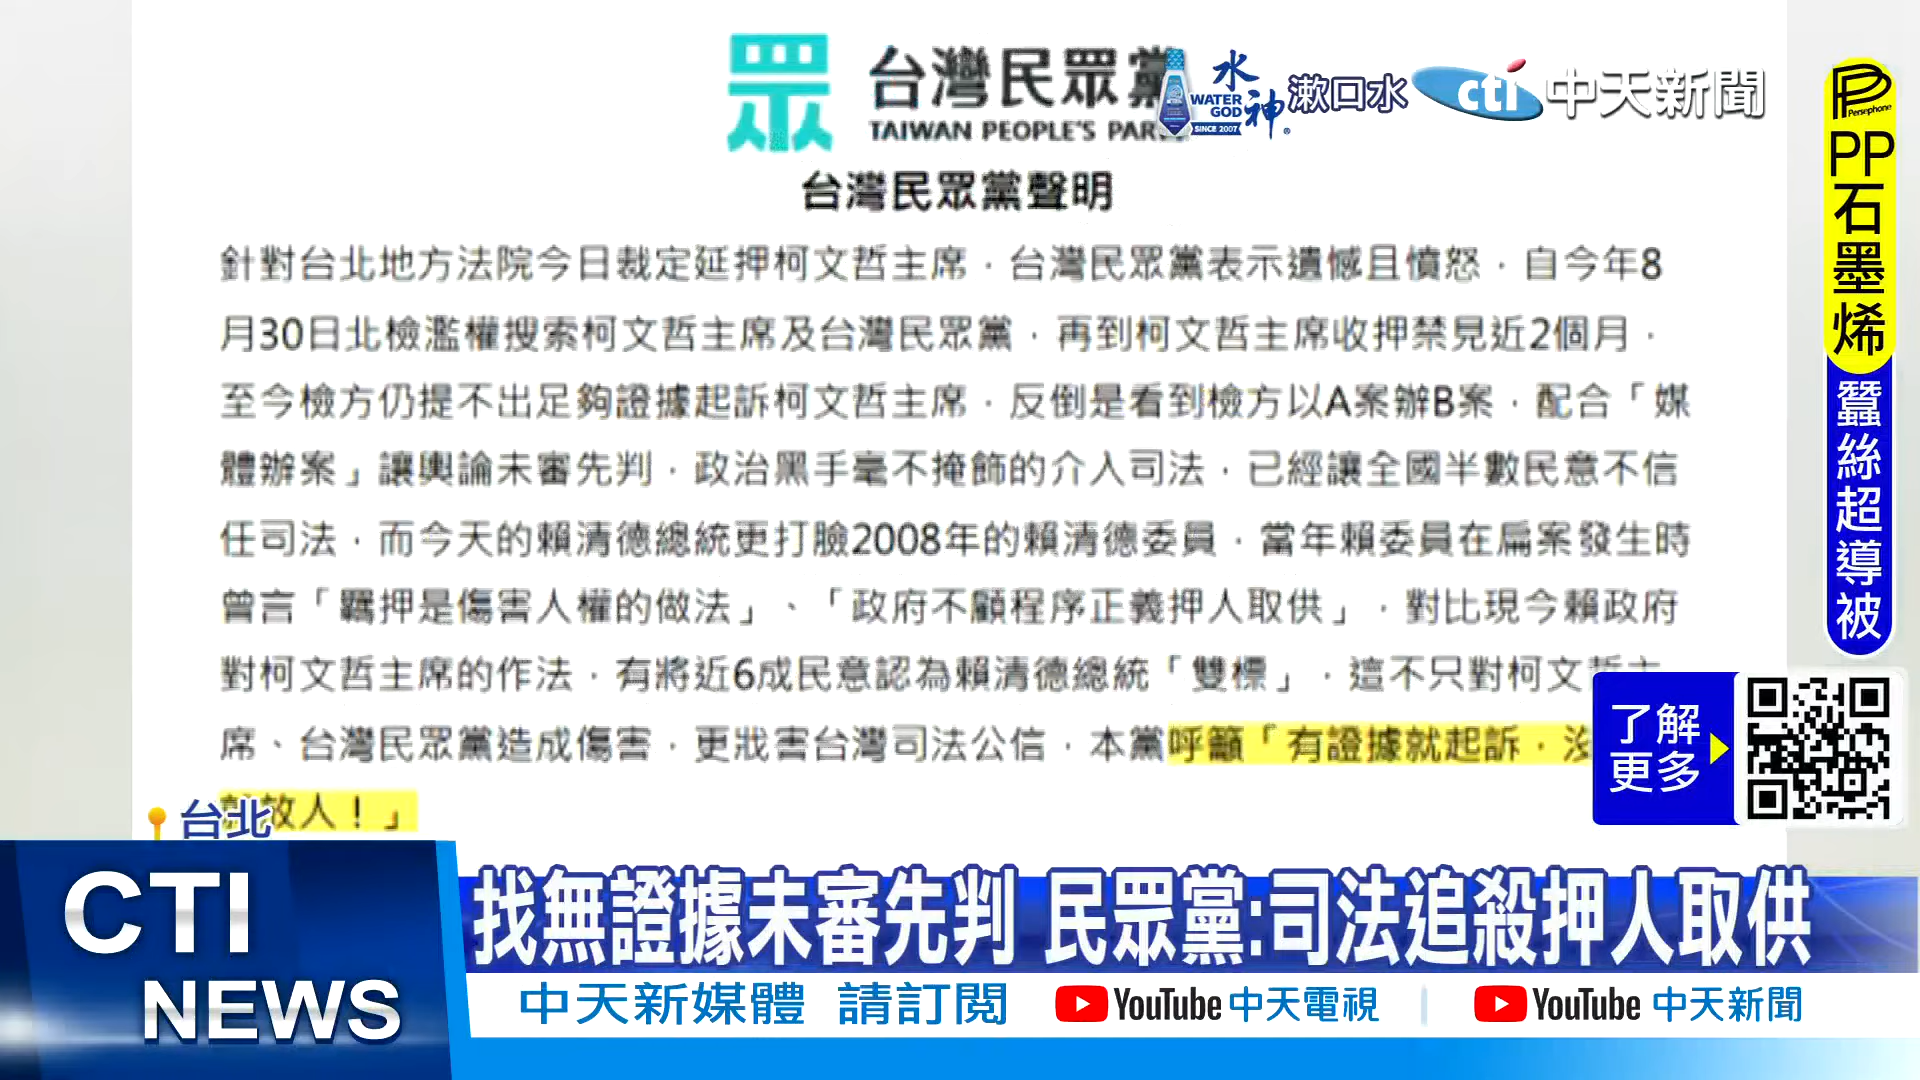 眾 台灣民眾黨
TAIWAN PEOPLE'S PAR
水神
WATER GOD
SINCE 2007
漱口水
cti 中天新聞
台灣民眾黨聲明
針對台北地方法院今日裁定延押柯文哲主席，台灣民眾黨表示遺憾且憤怒，自今年8
月30日北檢濫權搜索柯文哲主席及台灣民眾黨，再到柯文哲主席收押禁見近2個月，
至今檢方仍提不出足夠證據起訴柯文哲主席，反倒是看到檢方以A案辦B案，配合「媒
體辦案」讓輿論未審先判，政治黑手毫不掩飾的介入司法，已經讓全國半數民意不信
任司法，而今天的賴清德總統更打臉2008年的賴清德委員，當年賴委員在扁案發生時
曾言「羈押是傷害人權的做法」、「政府不顧程序正義押人取供」，對比現今賴政府
對柯文哲主席的作法，有將近6成民意認為賴清德總統「雙標」，這不只對柯文哲主
席、台灣民眾黨造成傷害，更戕害台灣司法公信，本黨呼籲「有證據就起訴，沒
放人！」
Persephone
PP石墨烯
蠶絲超導被
了解
更多
台北
CTI
NEWS
找無證據未審先判 民眾黨:司法追殺押人取供
中天新媒體 請訂閱 YouTube 中天電視 | YouTube 中天新聞